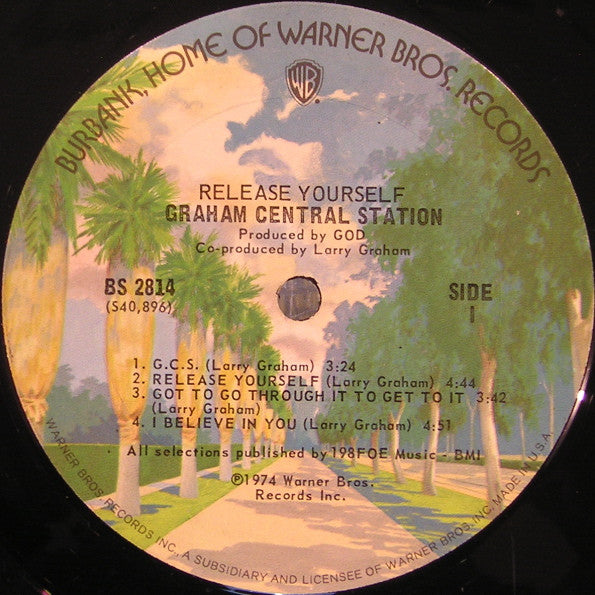 BURBANK, HOME OF WARNER BROS. RECORDS
WB
RELEASE YOURSELF
GRAHAM CENTRAL STATION
Produced by GOD
Co-produced by Larry Graham
BS 2814
(S40,896)
SIDE
1
1. G.C.S. (Larry Graham) 3:24
2. RELEASE YOURSELF (Larry Graham) 4:44
3. GOT TO GO THROUGH IT TO GET TO IT 3:42
(Larry Graham)
4. I BELIEVE IN YOU (Larry Graham) 4:51
All selections published by 198FOE Music - BMI
℗1974 Warner Bros.
Records Inc.
WARNER BROS. RECORDS INC., A SUBSIDIARY AND LICENSEE OF WARNER BROS. INC. MADE IN U.S.A.